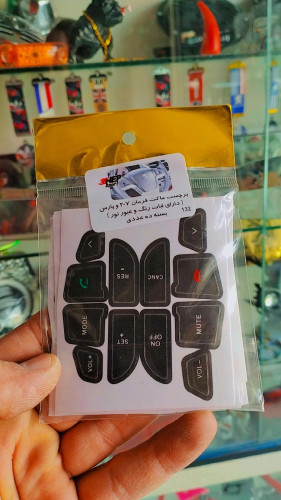 برچسب ماکت فرمان ۲۰۷ و پارس
( دارای ثبات رنگ و عبور نور )
بسته ده عددی
132
< >
RES -
CANC
MODE
MUTE
SET +
ON
OFF
VOL+
VOL-